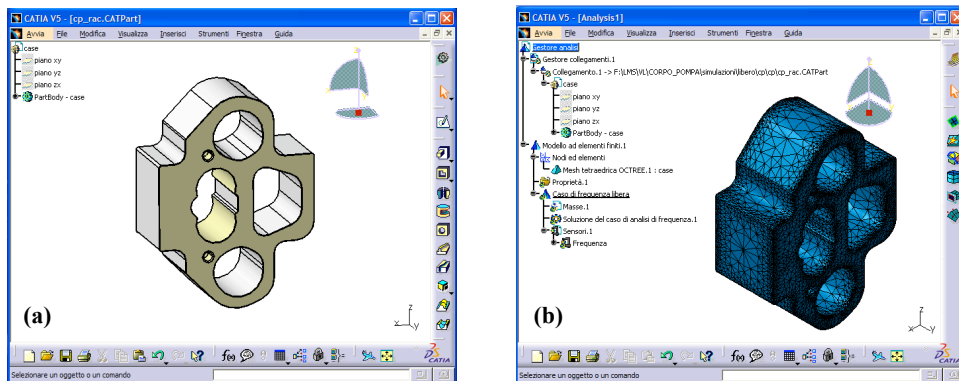 CATIA V5 - [cp_rac.CATPart]
Avvia File Modifica Visualizza Inserisci Strumenti Finestra Guida
case
piano xy
piano yz
piano zx
PartBody - case
(a)
z
x y
f(x)
CATIA
Selezionare un oggetto o un comando
CATIA V5 - [Analysis1]
Avvia File Modifica Visualizza Inserisci Strumenti Finestra Guida
Gestore analisi
Gestore collegamenti.1
Collegamento.1 -> F:\LMS\VL\CORPO_POMPA\simulazioni\libero\cp\cp_rac.CATPart
case
piano xy
piano yz
piano zx
PartBody - case
Modello ad elementi finiti.1
Nodi ed elementi
Mesh tetraedrica OCTREE.1 : case
Proprietà.1
Caso di frequenza libera
Masse.1
Soluzione del caso di analisi di frequenza.1
Sensori.1
Frequenza
(b)
z
x y
f(x)
CATIA
Selezionare un oggetto o un comando